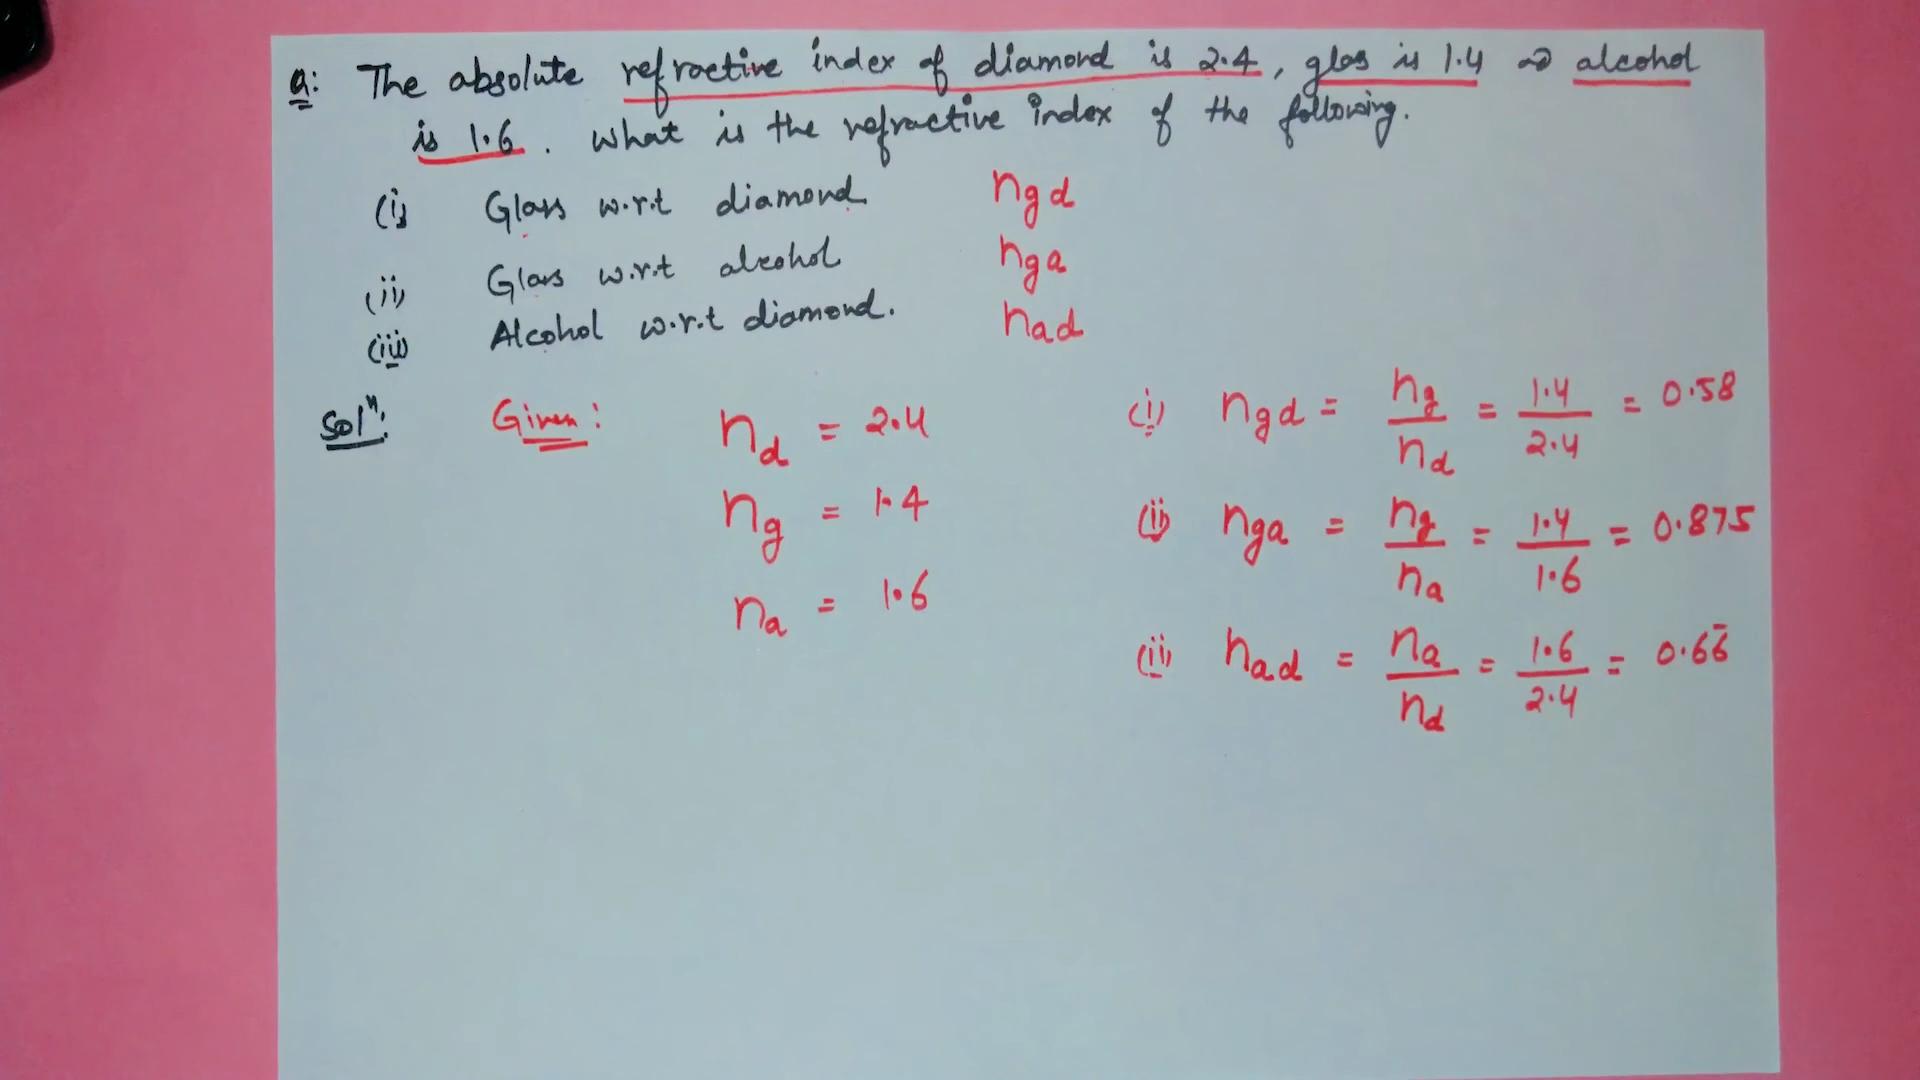 Q: The absolute refractive index of diamond is 2.4, glas is 1.4 & alcohol
is 1.6. What is the refractive index of the following.
(i) Glass w.r.t diamond ngd
(ii) Glass w.r.t alcohol nga
(iii) Alcohol w.r.t diamond. nad
Solⁿ: Given: nd = 2.4
ng = 1.4
na = 1.6
(i) ngd = ng/nd = 1.4/2.4 = 0.58
(ii) nga = ng/na = 1.4/1.6 = 0.875
(ii) nad = na/nd = 1.6/2.4 = 0.66̄